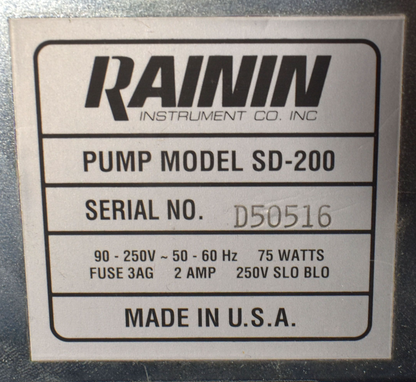 RAININ
INSTRUMENT CO. INC
PUMP MODEL SD-200
SERIAL NO. D50516
90 - 250V ~ 50 - 60 Hz 75 WATTS
FUSE 3AG 2 AMP 250V SLO BLO
MADE IN U.S.A.